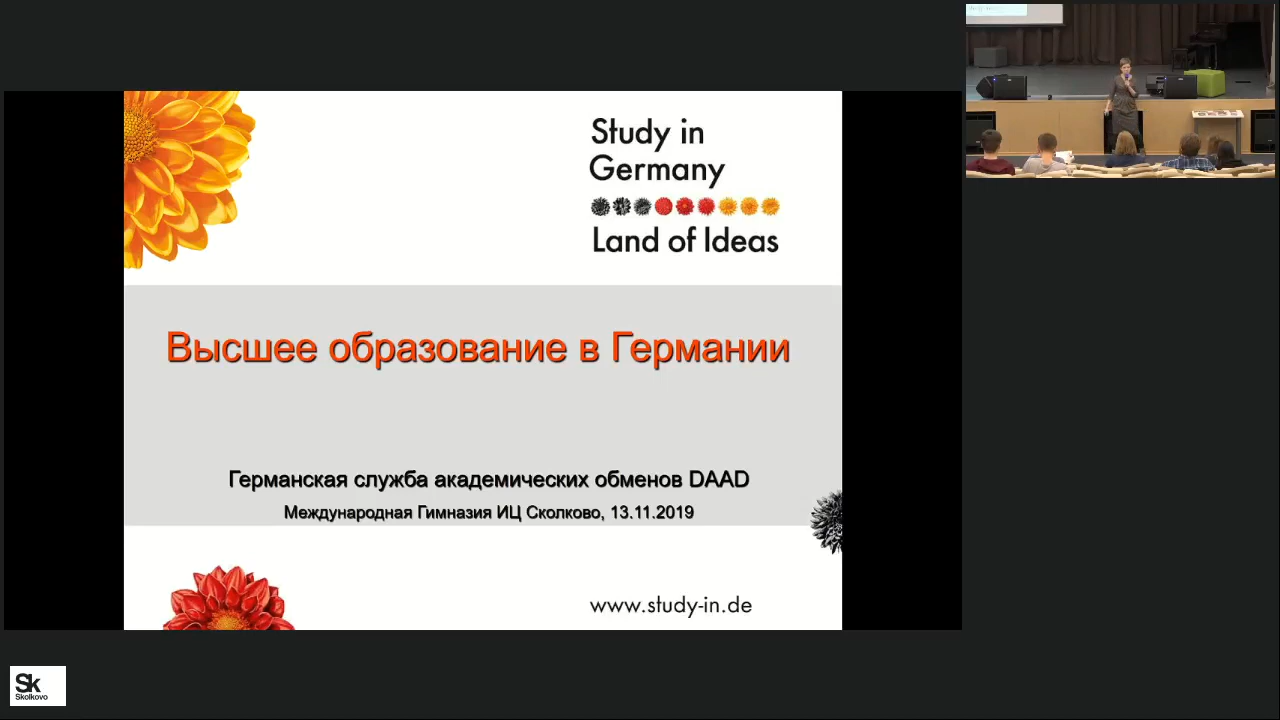 Study in
Germany
Land of Ideas
Высшее образование в Германии
Германская служба академических обменов DAAD
Международная Гимназия ИЦ Сколково, 13.11.2019
www.study-in.de
Sk
Skolkovo